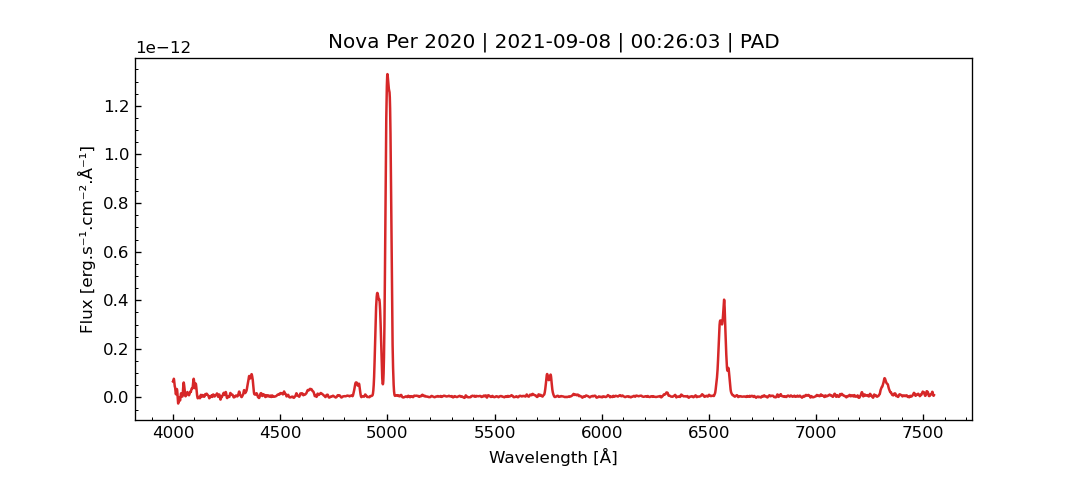 Nova Per 2020 | 2021-09-08 | 00:26:03 | PAD
1e−12
1.2
1.0
0.8
0.6
0.4
0.2
0.0
Flux [erg.s⁻¹.cm⁻².Å⁻¹]
4000 4500 5000 5500 6000 6500 7000 7500
Wavelength [Å]